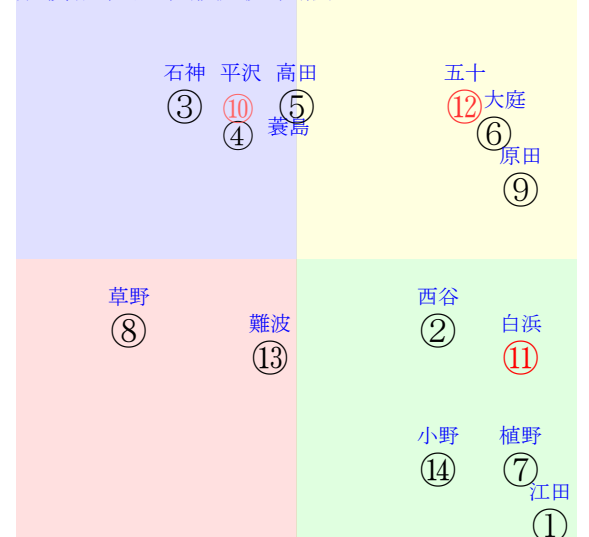 石神 平沢 高田 五十
③ ⑩ ⑤ ⑫ 大庭
④ 蓑島 ⑥
原田
⑨
草野 西谷
⑧ 難波 ② 白浜
⑬ ⑪
小野 植野
⑭ ⑦
江田
①